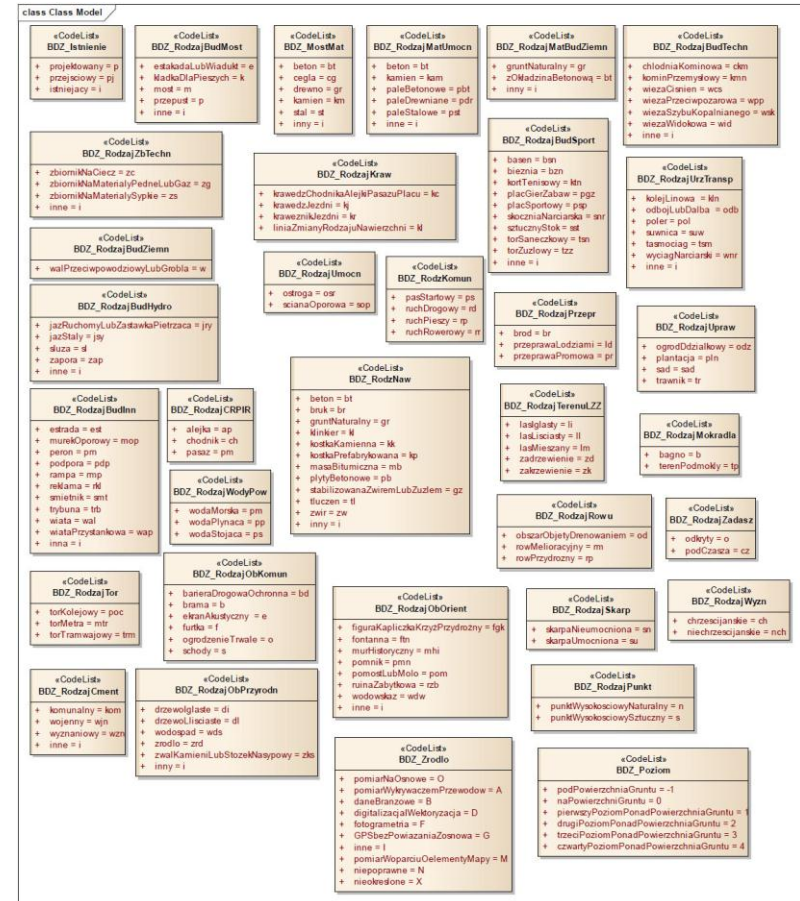 class Class Model
«CodeList»
BDZ_Istnienie
+ projektowany = p
+ przejsciowy = pj
+ istniejacy = i
«CodeList»
BDZ_RodzajBudMost
+ estakadaLubWiadukt = e
+ kladkaDlaPieszych = k
+ most = m
+ przepust = p
+ inne = i
«CodeList»
BDZ_MostMat
+ beton = bt
+ cegla = cg
+ drewno = gr
+ kamien = km
+ stal = st
+ inny = i
«CodeList»
BDZ_RodzajMatUmocn
+ beton = bt
+ kamien = kam
+ paleBetonowe = pbt
+ paleDrewniane = pdr
+ paleStalowe = pst
+ inne = i
«CodeList»
BDZ_RodzajMatBudZiemn
+ gruntNaturalny = gr
+ zOkladzinaBetonową = bt
+ inny = i
«CodeList»
BDZ_RodzajBudTechn
+ chlodniaKominowa = ckm
+ kominPrzemysłowy = kmn
+ wiezaCisnien = wcs
+ wiezaPrzeciwpozarowa = wpp
+ wiezaSzybuKopalnianego = wsk
+ wiezaWidokowa = wid
+ inne = i
«CodeList»
BDZ_RodzajZbTechn
+ zbiornikNaCiecz = zc
+ zbiornikNaMaterialyPedneLubGaz = zg
+ zbiornikNaMaterialySypkie = zs
+ inne = i
«CodeList»
BDZ_RodzajKraw
+ krawedzChodnikaAlejkiPasazuPlacu = kc
+ krawedzJezdni = kj
+ kraweznikJezdni = kr
+ liniaZmianyRodzajuNawierzchni = kl
«CodeList»
BDZ_RodzajBudSport
+ basen = bsn
+ bieznia = bzn
+ kortTenisowy = ktn
+ placGierZabaw = pgz
+ placSportowy = psp
+ skoczniaNarciarska = snr
+ sztucznyStok = sst
+ torSaneczkowy = tsn
+ torZuzlowy = tzz
+ inne = i
«CodeList»
BDZ_RodzajUrzTransp
+ kolejLinowa = kln
+ odbojLubDalba = odb
+ poler = pol
+ suwnica = suw
+ tasmociag = tsm
+ wyciagNarciarski = wnr
+ inne = i
«CodeList»
BDZ_RodzajBudZiemn
+ walPrzeciwpowodziowyLubGrobla = w
«CodeList»
BDZ_RodzajUmocn
+ ostroga = osr
+ scianaOporowa = sop
«CodeList»
BDZ_RodzKomun
+ pasStartowy = ps
+ ruchDrogowy = rd
+ ruchPieszy = rp
+ ruchRowerowy = rr
«CodeList»
BDZ_RodzajBudHydro
+ jazRuchomyLubZastawkaPietrzaca = jry
+ jazStaly = jsy
+ sluza = sl
+ zapora = zap
+ inne = i
«CodeList»
BDZ_RodzajPrzepr
+ brod = br
+ przeprawaLodziami = ld
+ przeprawaPromowa = pr
«CodeList»
BDZ_RodzajUpraw
+ ogrodDdzialkowy = odz
+ plantacja = pln
+ sad = sad
+ trawnik = tr
«CodeList»
BDZ_RodzajBudInn
+ estrada = est
+ murekOporowy = mop
+ peron = pm
+ podpora = pdp
+ rampa = rmp
+ reklama = rkl
+ smietnik = smt
+ trybuna = trb
+ wiata = wal
+ wiataPrzystankowa = wap
+ inna = i
«CodeList»
BDZ_RodzajCRPIR
+ alejka = ap
+ chodnik = ch
+ pasaz = pm
«CodeList»
BDZ_RodzNaw
+ beton = bt
+ bruk = br
+ gruntNaturalny = gr
+ klinkier = kl
+ kostkaKamienna = kk
+ kostkaPrefabrykowana = kp
+ masaBitumiczna = mb
+ plytyBetonowe = pb
+ stabilizowanaZwiremLubZuzlem = gz
+ tluczen = tl
+ zwir = zw
+ inny = i
«CodeList»
BDZ_RodzajTerenuLZZ
+ lasIglasty = li
+ lasLisciasty = ll
+ lasMieszany = lm
+ zadrzewienie = zd
+ zakrzewienie = zk
«CodeList»
BDZ_RodzajMokradla
+ bagno = b
+ terenPodmokly = tp
«CodeList»
BDZ_RodzajWodyPow
+ wodaMorska = pm
+ wodaPlynaca = pp
+ wodaStojaca = ps
«CodeList»
BDZ_RodzajRowu
+ obszarObjetyDrenowaniem = od
+ rowMelioracyjny = rm
+ rowPrzydrozny = rp
«CodeList»
BDZ_RodzajZadasz
+ odkryty = o
+ podCzasza = cz
«CodeList»
BDZ_RodzajTor
+ torKolejowy = poc
+ torMetra = mtr
+ torTramwajowy = trm
«CodeList»
BDZ_RodzajObKomun
+ barieraDrogowaOchronna = bd
+ brama = b
+ ekranAkustyczny = e
+ furtka = f
+ ogrodzenieTrwale = o
+ schody = s
«CodeList»
BDZ_RodzajObOrient
+ figuraKapliczkaKrzyżPrzydrożny = fgk
+ fontanna = ftn
+ murHistoryczny = mhi
+ pomnik = pmn
+ pomostLubMolo = pom
+ ruinaZabytkowa = rzb
+ wodowskaz = wdw
+ inne = i
«CodeList»
BDZ_RodzajSkarp
+ skarpaNieumocniona = sn
+ skarpaUmocniona = su
«CodeList»
BDZ_RodzajWyzn
+ chrzescijanskie = ch
+ niechrzescijanskie = nch
«CodeList»
BDZ_RodzajCment
+ komunalny = kom
+ wojenny = wjn
+ wyznaniowy = wzn
+ inne = i
«CodeList»
BDZ_RodzajObPrzyrodn
+ drzewoIglaste = di
+ drzewoLlisciaste = dl
+ wodospad = wds
+ zrodlo = zrd
+ zwalKamieniLubStozekNasypowy = zks
+ inny = i
«CodeList»
BDZ_RodzajPunkt
+ punktWysokosciowyNaturalny = n
+ punktWysokosciowySztuczny = s
«CodeList»
BDZ_Zrodlo
+ pomiarNaOsnowe = O
+ pomiarWykrywaczemPrzewodow = A
+ daneBranzowe = B
+ digitalizacjaIWektoryzacja = D
+ fotogrametria = F
+ GPSbezPowiazaniaZosnowa = G
+ inne = I
+ pomiarWoparciuOelementyMapy = M
+ niepoprawne = N
+ nieokreslone = X
«CodeList»
BDZ_Poziom
+ podPowierzchniaGruntu = -1
+ naPowierzchniGruntu = 0
+ pierwszyPoziomPonadPowierzchniaGruntu = 1
+ drugiPoziomPonadPowierzchniaGruntu = 2
+ trzeciPoziomPonadPowierzchniaGruntu = 3
+ czwartyPoziomPonadPowierzchniaGruntu = 4